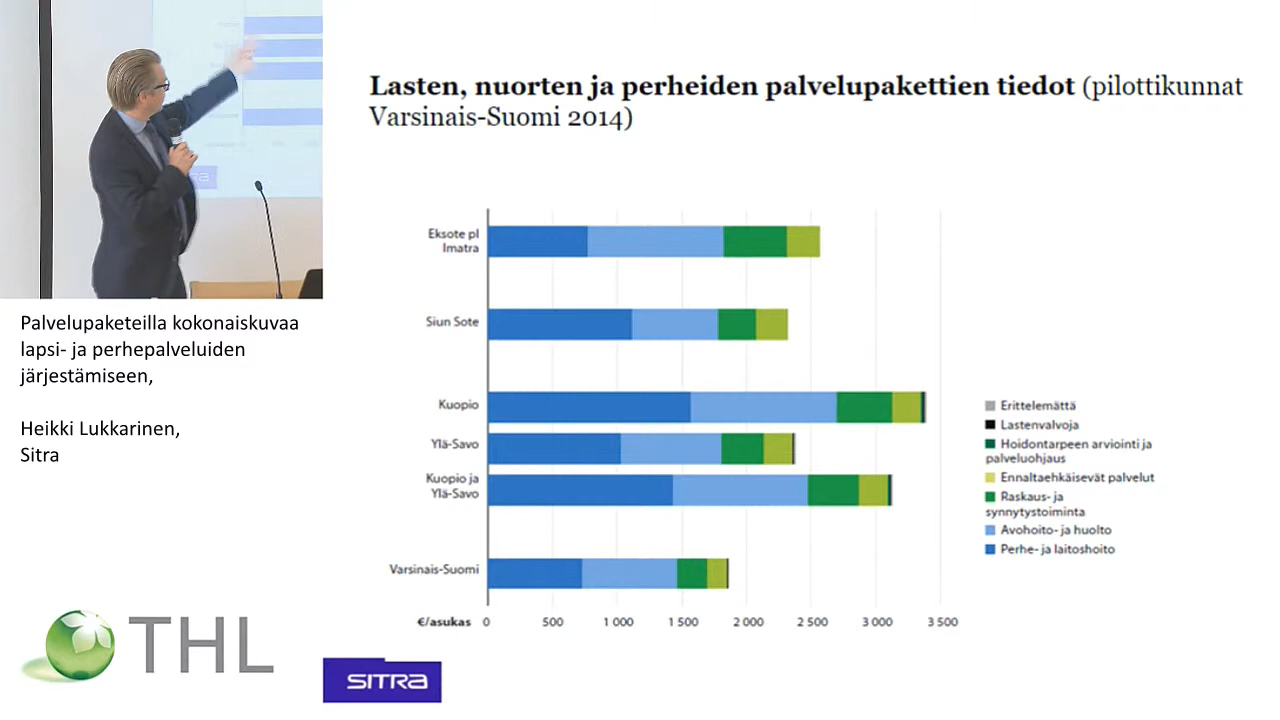 Lasten, nuorten ja perheiden palvelupakettien tiedot (pilottikunnat
Varsinais-Suomi 2014)
Palvelupaketeilla kokonaiskuvaa
lapsi- ja perhepalveluiden
järjestämiseen,
Heikki Lukkarinen,
Sitra
THL
SITRA
Eksote pl
Imatra
Siun Sote
Kuopio
Ylä-Savo
Kuopio ja
Ylä-Savo
Varsinais-Suomi
€/asukas 0 500 1 000 1 500 2 000 2 500 3 000 3 500
Erittelemättä
Lastenvalvoja
Hoidontarpeen arviointi ja
palveluohjaus
Ennaltaehkäisevät palvelut
Raskaus- ja
synnytystoiminta
Avohoito- ja huolto
Perhe- ja laitoshoito